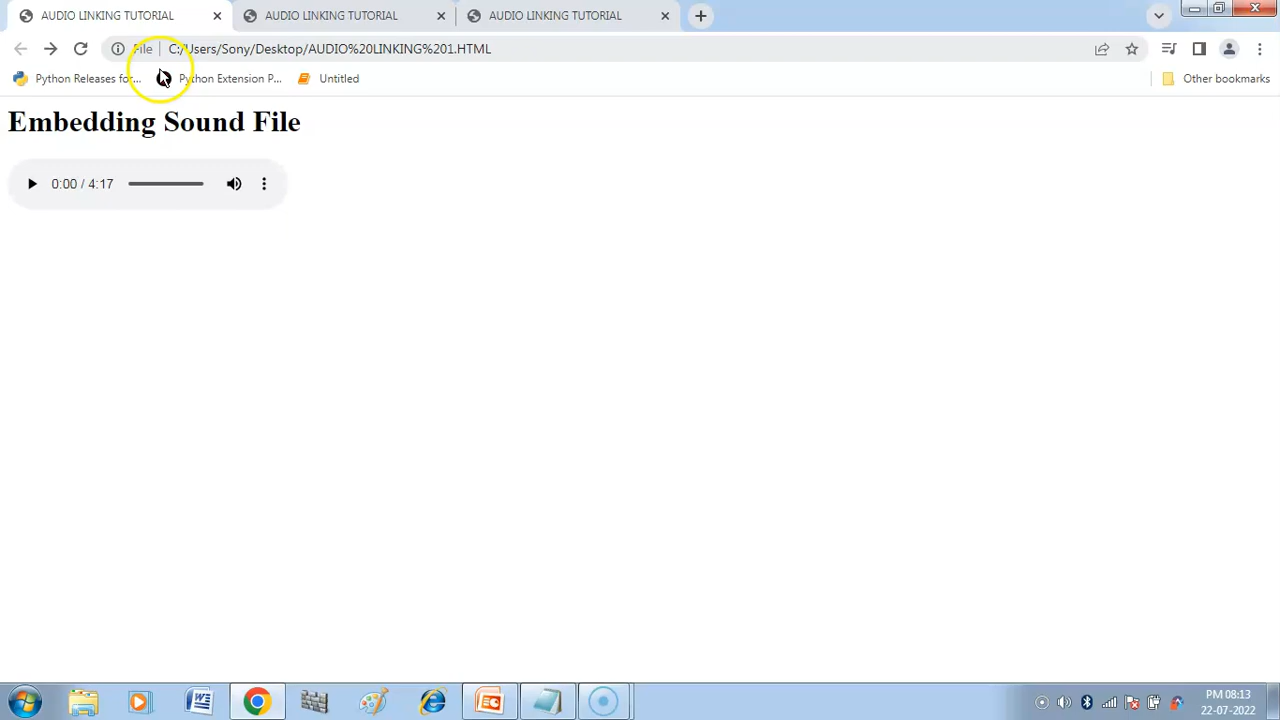 AUDIO LINKING TUTORIAL
AUDIO LINKING TUTORIAL
AUDIO LINKING TUTORIAL
File
C:/Users/Sony/Desktop/AUDIO%20LINKING%201.HTML
Python Releases for...
Python Extension P...
Untitled
Other bookmarks
Embedding Sound File
0:00 / 4:17
PM 08:13
22-07-2022